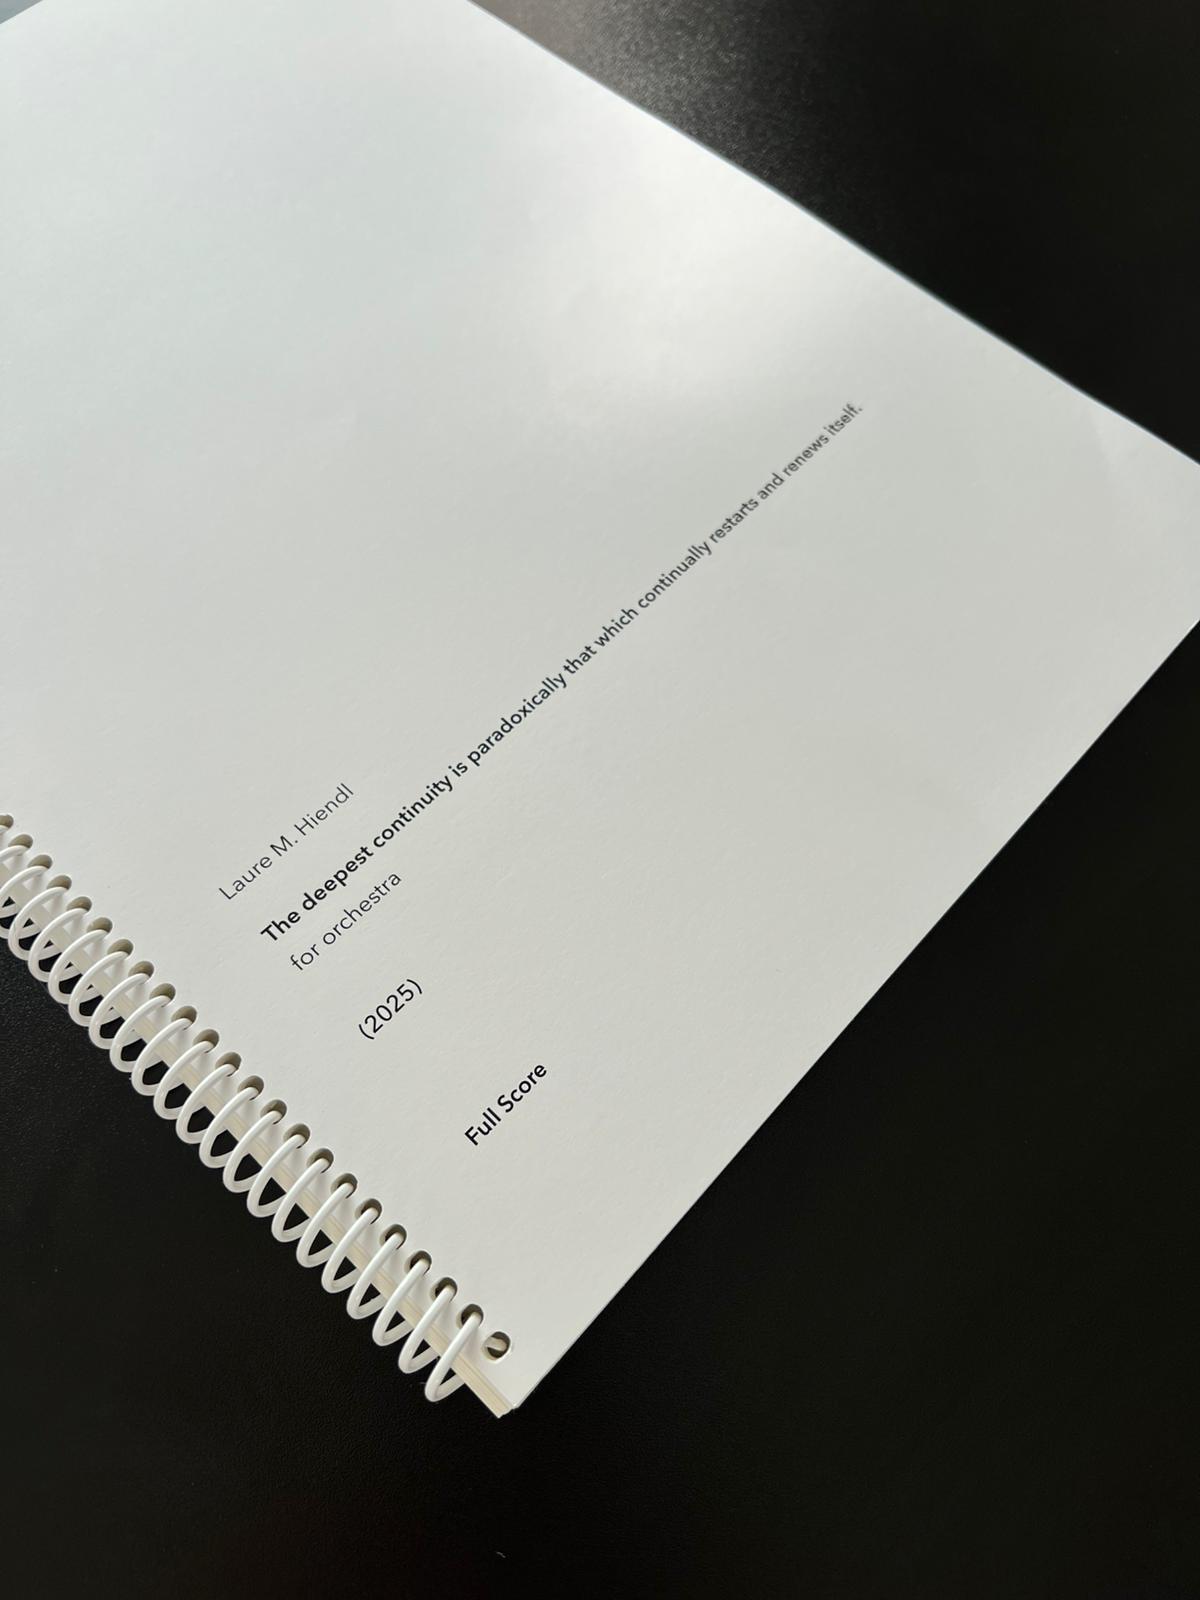 Laure M. Hiendl
The deepest continuity is paradoxically that which continually restarts and renews itself.
for orchestra
(2025)
Full Score